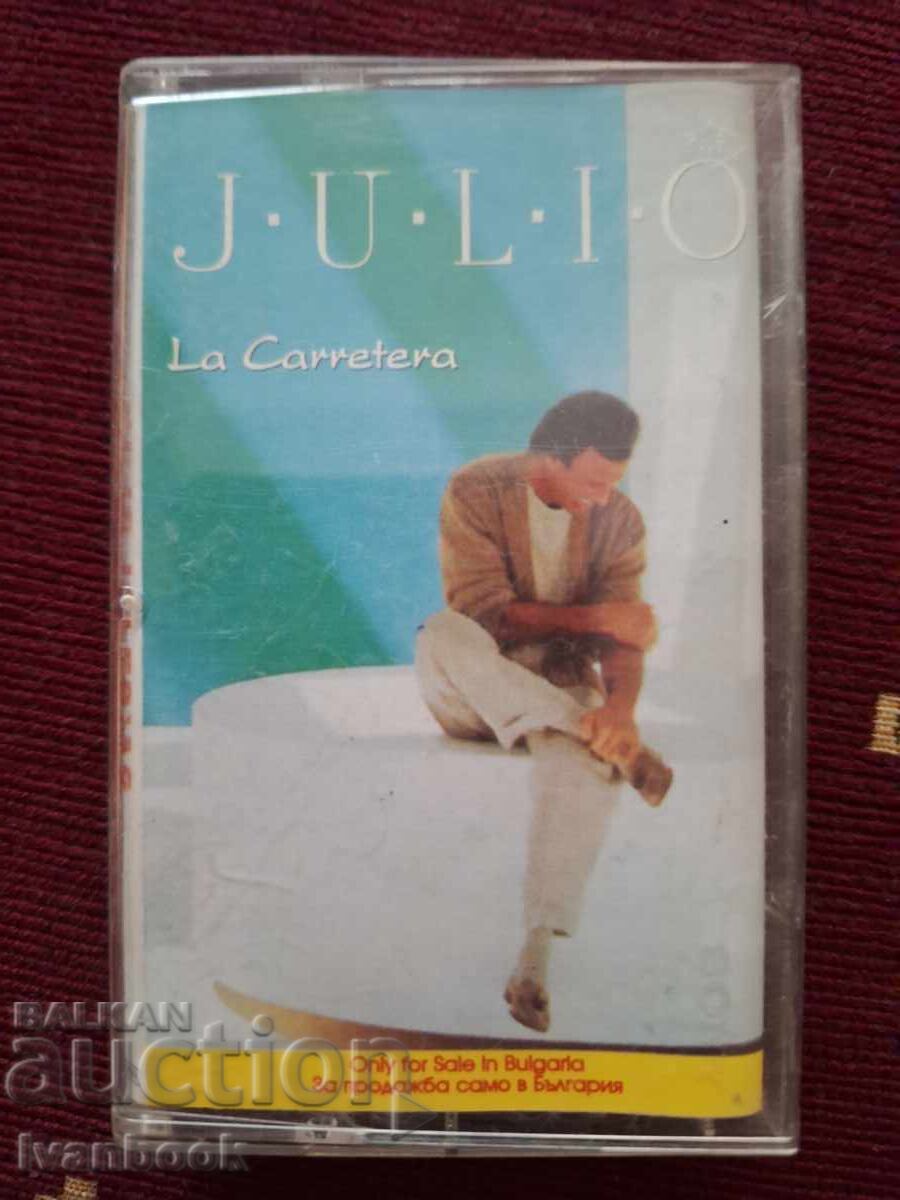 J·U·L·I·O
La Carretera
Only for Sale in Bulgaria
За продажба само в България
BALKAN
auction
Ivanbook